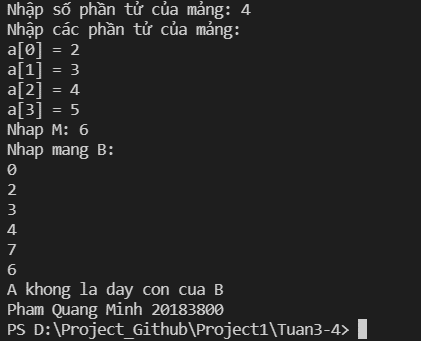 Nhập số phần tử của mảng: 4
Nhập các phần tử của mảng:
a[0] = 2
a[1] = 3
a[2] = 4
a[3] = 5
Nhap M: 6
Nhap mang B:
0
2
3
4
7
6
A khong la day con cua B
Pham Quang Minh 20183800
PS D:\Project_Github\Project1\Tuan3-4>